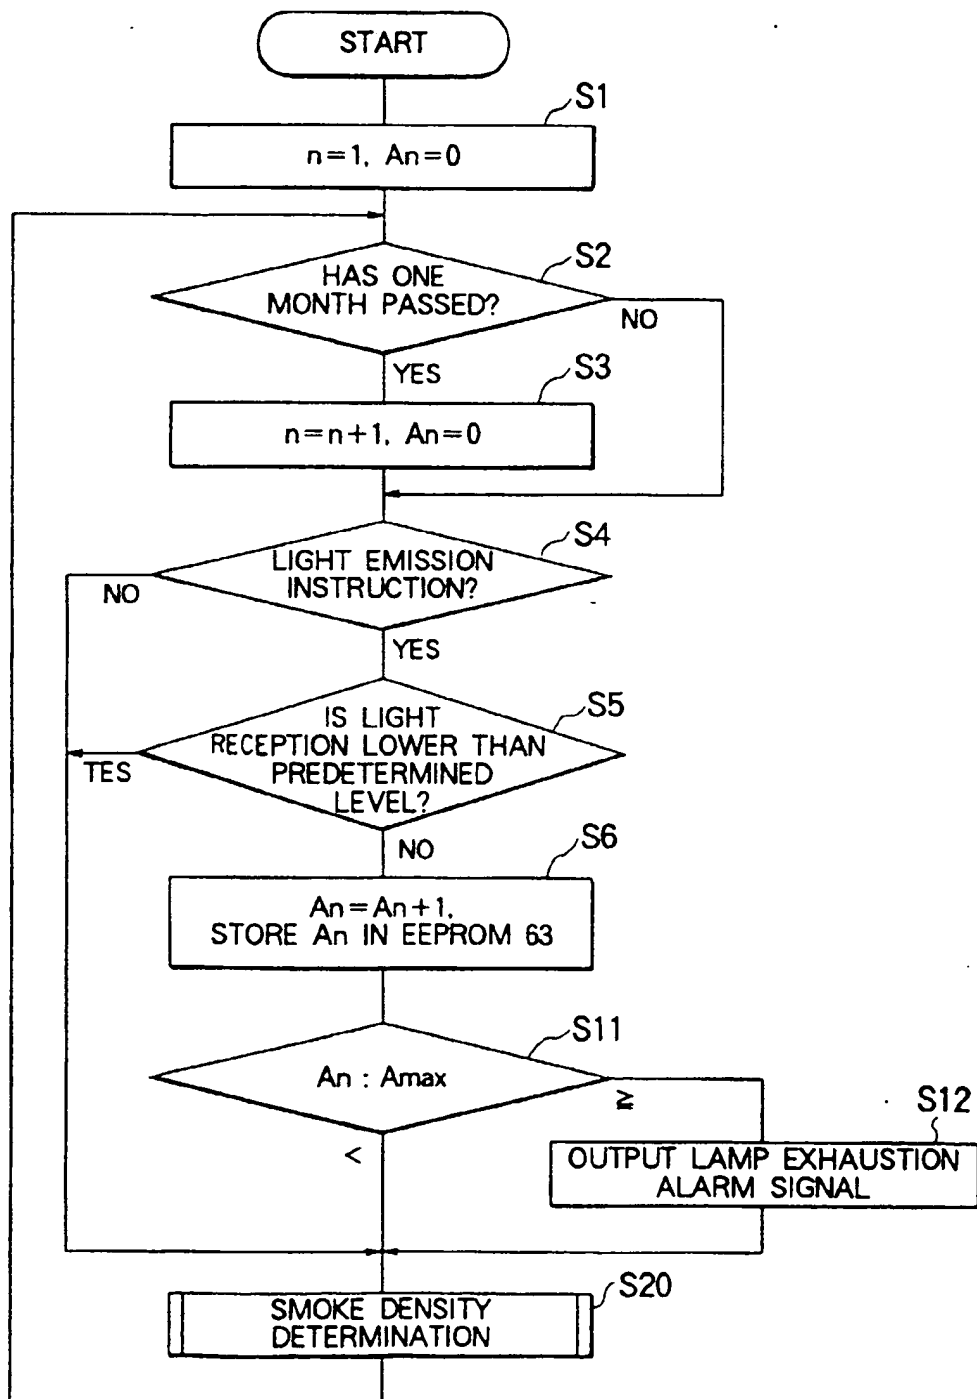 START
S1
n=1, An=0
S2
HAS ONE
MONTH PASSED?
NO
YES
S3
n=n+1, An=0
S4
LIGHT EMISSION
INSTRUCTION?
NO
YES
S5
IS LIGHT
RECEPTION LOWER THAN
PREDETERMINED
LEVEL?
TES
NO
S6
An=An+1,
STORE An IN EEPROM 63
S11
An : Amax
≧
<
S12
OUTPUT LAMP EXHAUSTION
ALARM SIGNAL
S20
SMOKE DENSITY
DETERMINATION